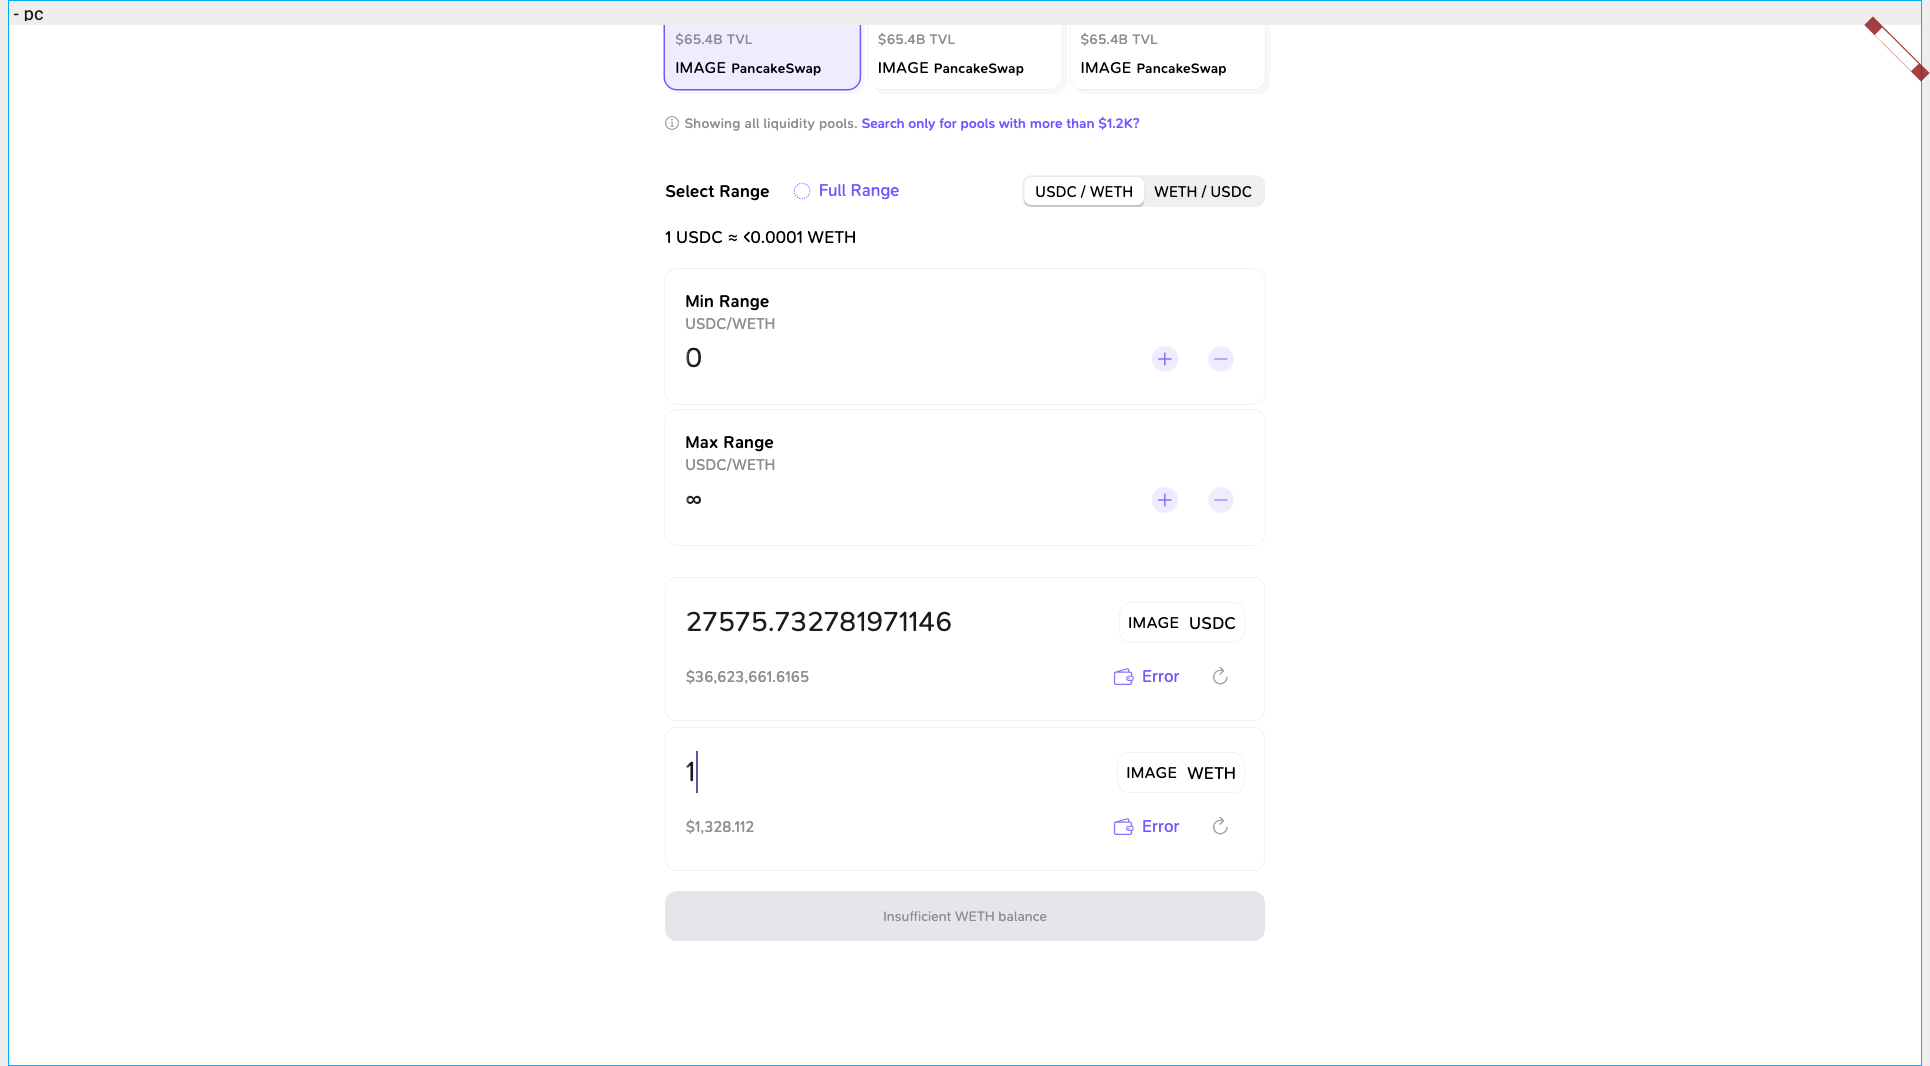 - pc
$65.4B TVL
IMAGE PancakeSwap
$65.4B TVL
IMAGE PancakeSwap
$65.4B TVL
IMAGE PancakeSwap
Showing all liquidity pools. Search only for pools with more than $1.2K?
Select Range
Full Range
USDC / WETH
WETH / USDC
1 USDC ≈ <0.0001 WETH
Min Range
USDC/WETH
0
Max Range
USDC/WETH
∞
27575.732781971146
IMAGE USDC
$36,623,661.6165
Error
1
IMAGE WETH
$1,328.112
Error
Insufficient WETH balance